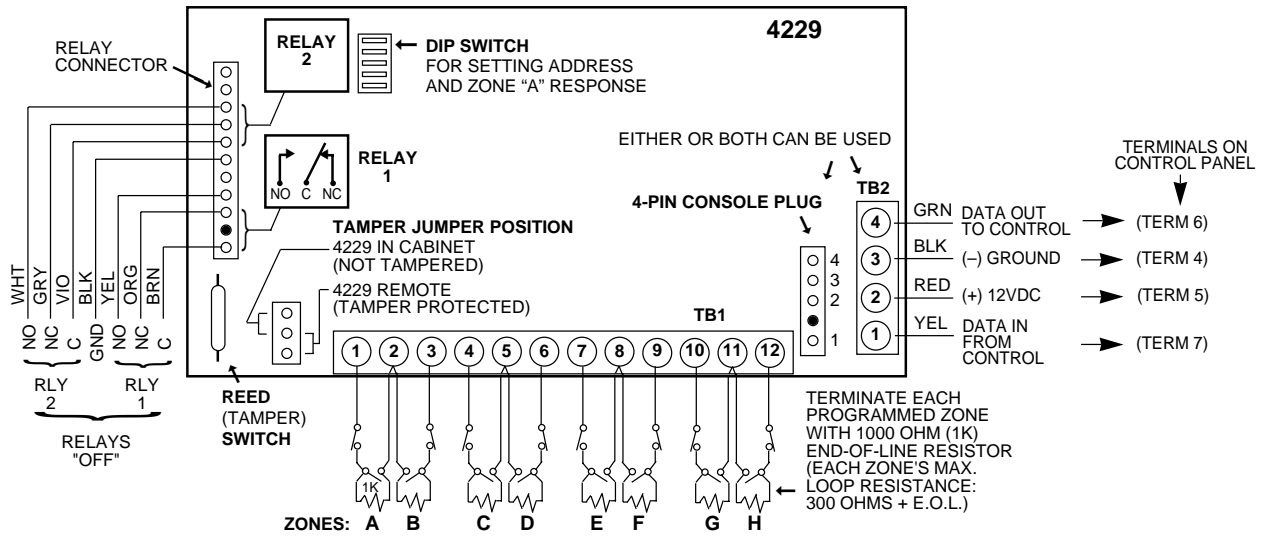 4229
RELAY
CONNECTOR
RELAY
2
DIP SWITCH
FOR SETTING ADDRESS
AND ZONE “A” RESPONSE
RELAY
1
NO C NC
EITHER OR BOTH CAN BE USED
TERMINALS ON
CONTROL PANEL
4-PIN CONSOLE PLUG
4
3
2
1
TB2
4
3
2
1
GRN DATA OUT
TO CONTROL
(TERM 6)
BLK (–) GROUND
(TERM 4)
RED (+) 12VDC
(TERM 5)
YEL DATA IN
FROM
CONTROL
(TERM 7)
TAMPER JUMPER POSITION
4229 IN CABINET
(NOT TAMPERED)
4229 REMOTE
(TAMPER PROTECTED)
WHT GRY VIO BLK YEL ORG BRN
NO NC C GND NO NC C
RLY
2
RLY
1
RELAYS
"OFF"
REED
(TAMPER)
SWITCH
TB1
1 2 3 4 5 6 7 8 9 10 11 12
1K
ZONES: A B C D E F G H
TERMINATE EACH
PROGRAMMED ZONE
WITH 1000 OHM (1K)
END-OF-LINE RESISTOR
(EACH ZONE'S MAX.
LOOP RESISTANCE:
300 OHMS + E.O.L.)